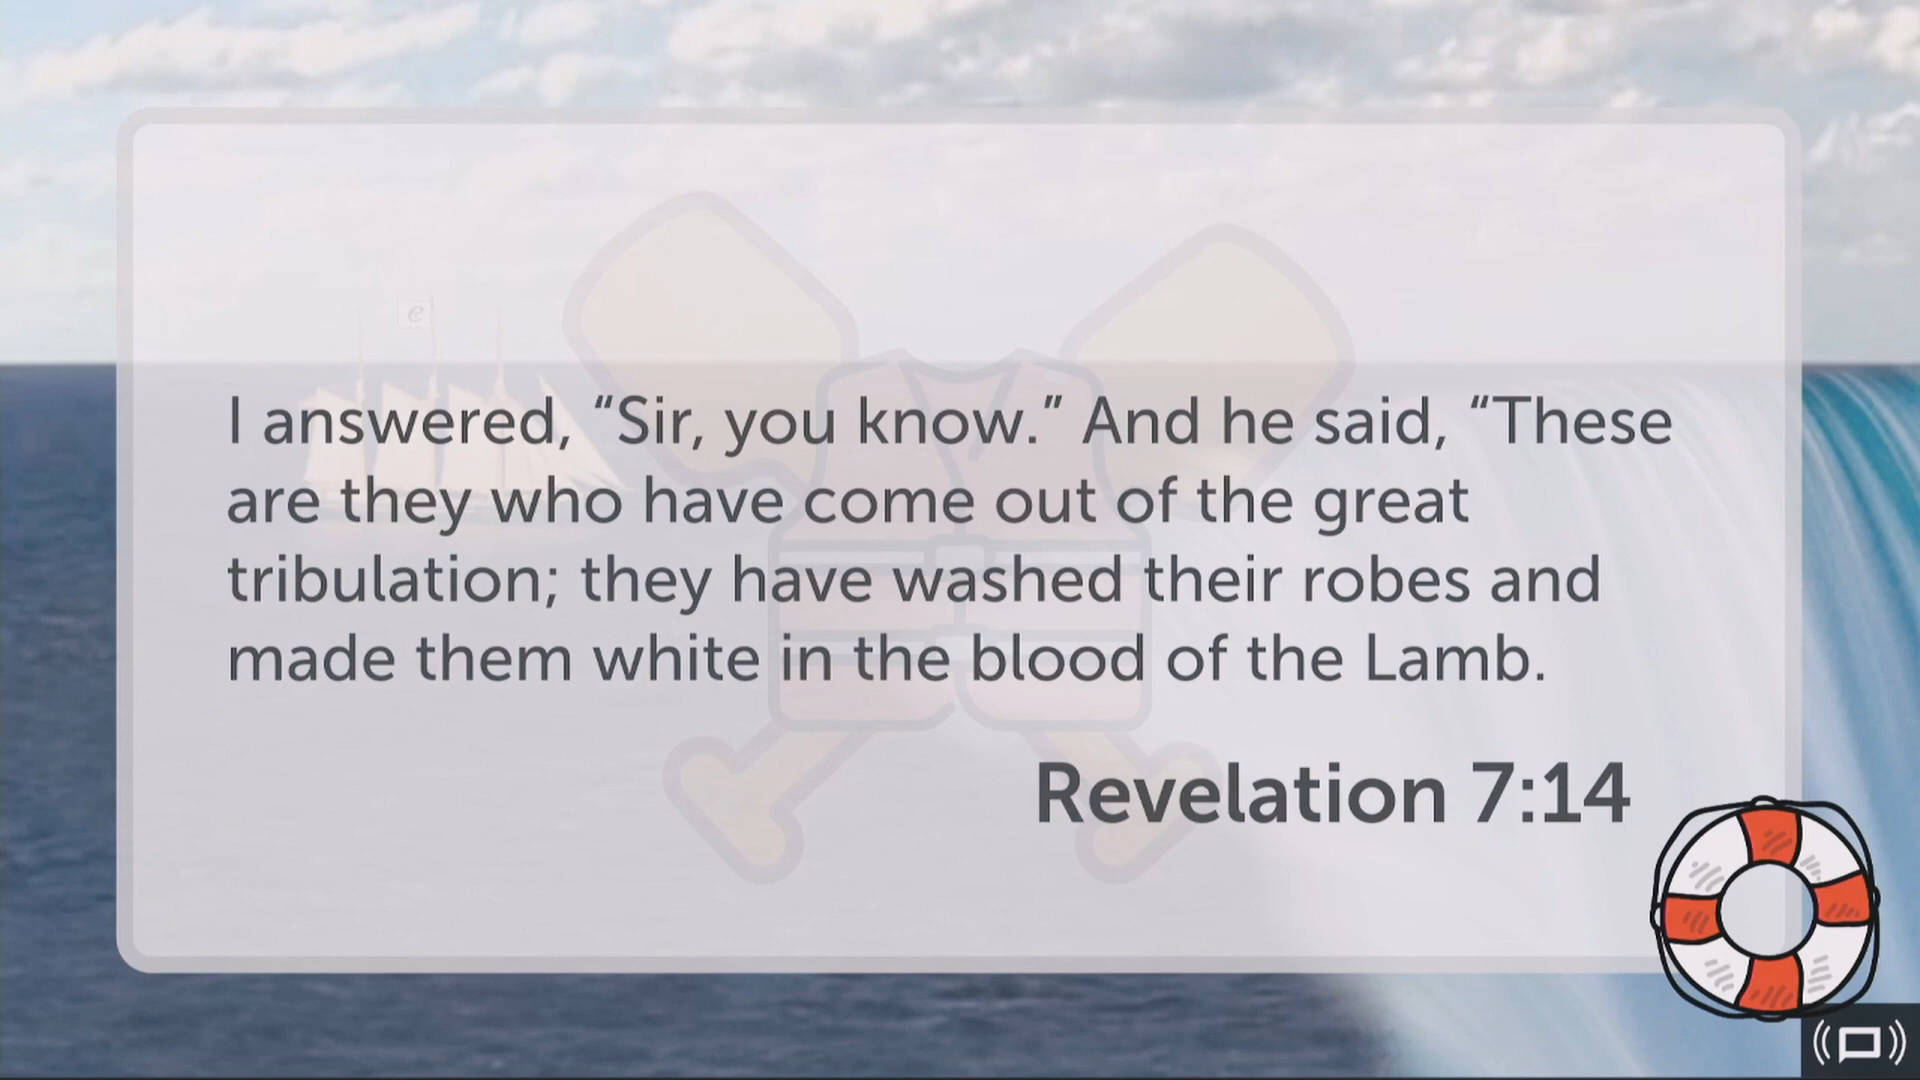 I answered, “Sir, you know.” And he said, “These
are they who have come out of the great
tribulation; they have washed their robes and
made them white in the blood of the Lamb.
Revelation 7:14
e